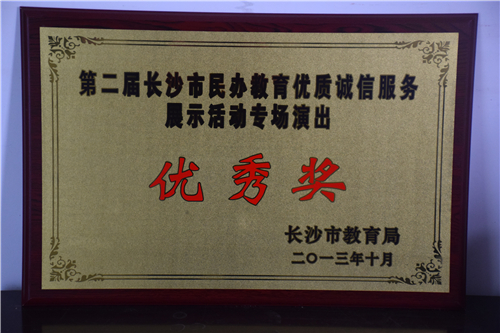 第二届长沙市民办教育优质诚信服务
展示活动专场演出
优秀奖
长沙市教育局
二〇一三年十月